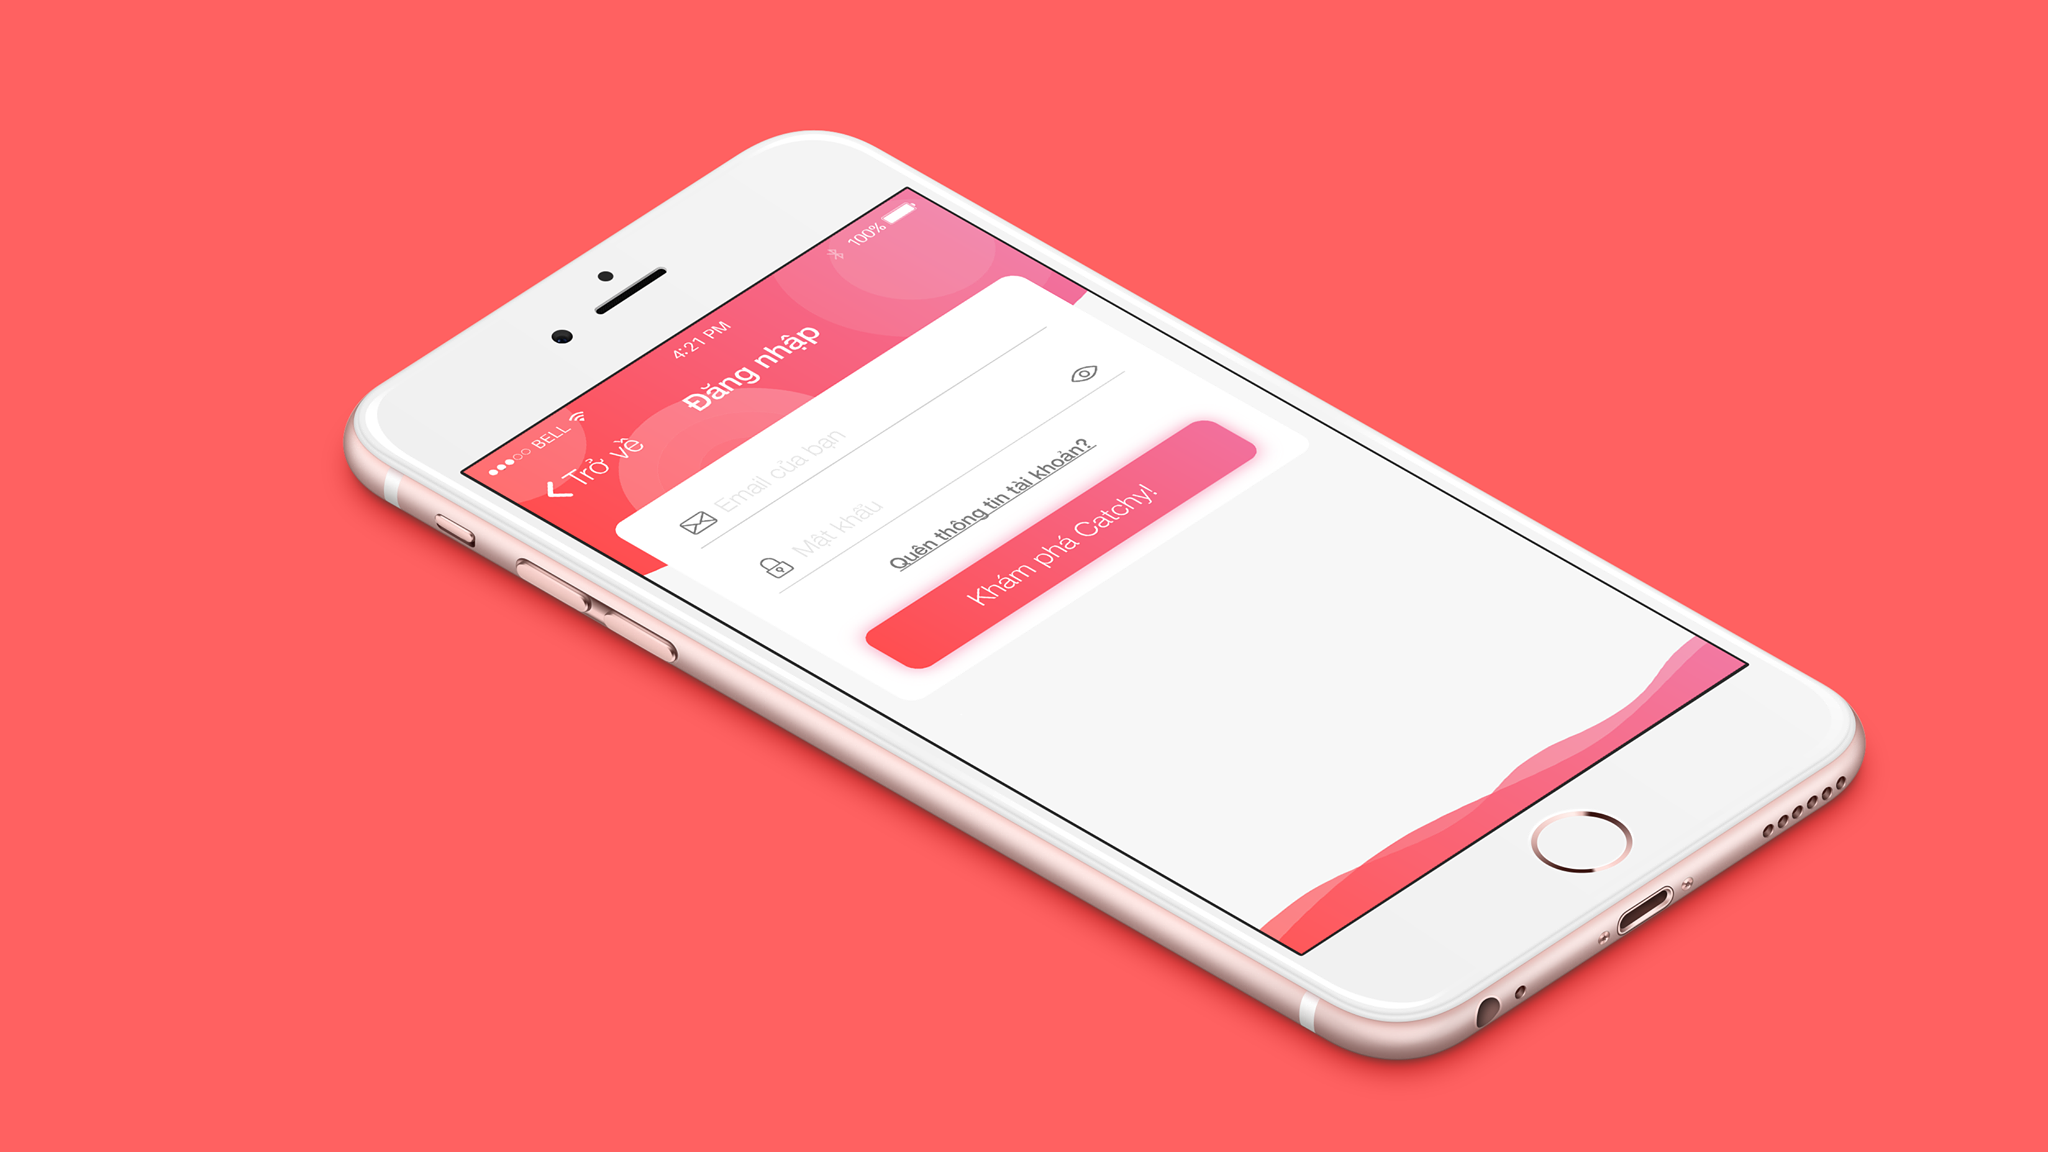 BELL 4:21 PM 100%
Trở về Đăng nhập
Email của bạn
Mật khẩu
Quên thông tin tài khoản?
Khám phá Catchy!